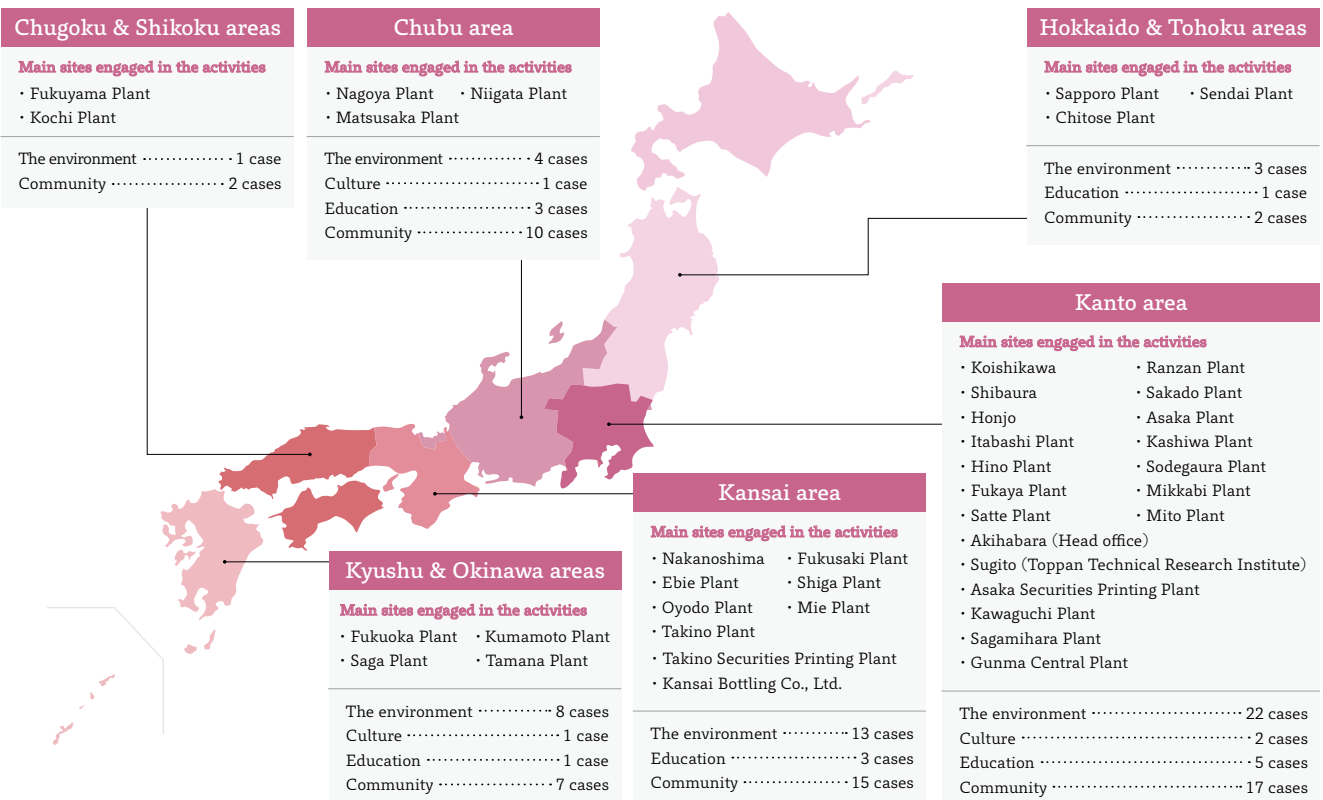 Chugoku & Shikoku areas
Main sites engaged in the activities
・Fukuyama Plant
・Kochi Plant
The environment ············ 1 case
Community ················ 2 cases
Chubu area
Main sites engaged in the activities
・Nagoya Plant ・Niigata Plant
・Matsusaka Plant
The environment ··········· 4 cases
Culture ····················· 1 case
Education ················· 3 cases
Community ·············· 10 cases
Hokkaido & Tohoku areas
Main sites engaged in the activities
・Sapporo Plant ・Sendai Plant
・Chitose Plant
The environment ··········· 3 cases
Education ·················· 1 case
Community ················ 2 cases
Kanto area
Main sites engaged in the activities
・Koishikawa ・Ranzan Plant
・Shibaura ・Sakado Plant
・Honjo ・Asaka Plant
・Itabashi Plant ・Kashiwa Plant
・Hino Plant ・Sodegaura Plant
・Fukaya Plant ・Mikkabi Plant
・Satte Plant ・Mito Plant
・Akihabara (Head office)
・Sugito (Toppan Technical Research Institute)
・Asaka Securities Printing Plant
・Kawaguchi Plant
・Sagamihara Plant
・Gunma Central Plant
The environment ····················· 22 cases
Culture ······························· 2 cases
Education ···························· 5 cases
Community ························· 17 cases
Kansai area
Main sites engaged in the activities
・Nakanoshima ・Fukusaki Plant
・Ebie Plant ・Shiga Plant
・Oyodo Plant ・Mie Plant
・Takino Plant
・Takino Securities Printing Plant
・Kansai Bottling Co., Ltd.
The environment ·········· 13 cases
Education ················· 3 cases
Community ·············· 15 cases
Kyushu & Okinawa areas
Main sites engaged in the activities
・Fukuoka Plant ・Kumamoto Plant
・Saga Plant ・Tamana Plant
The environment ·········· 8 cases
Culture ····················· 1 case
Education ·················· 1 case
Community ················ 7 cases